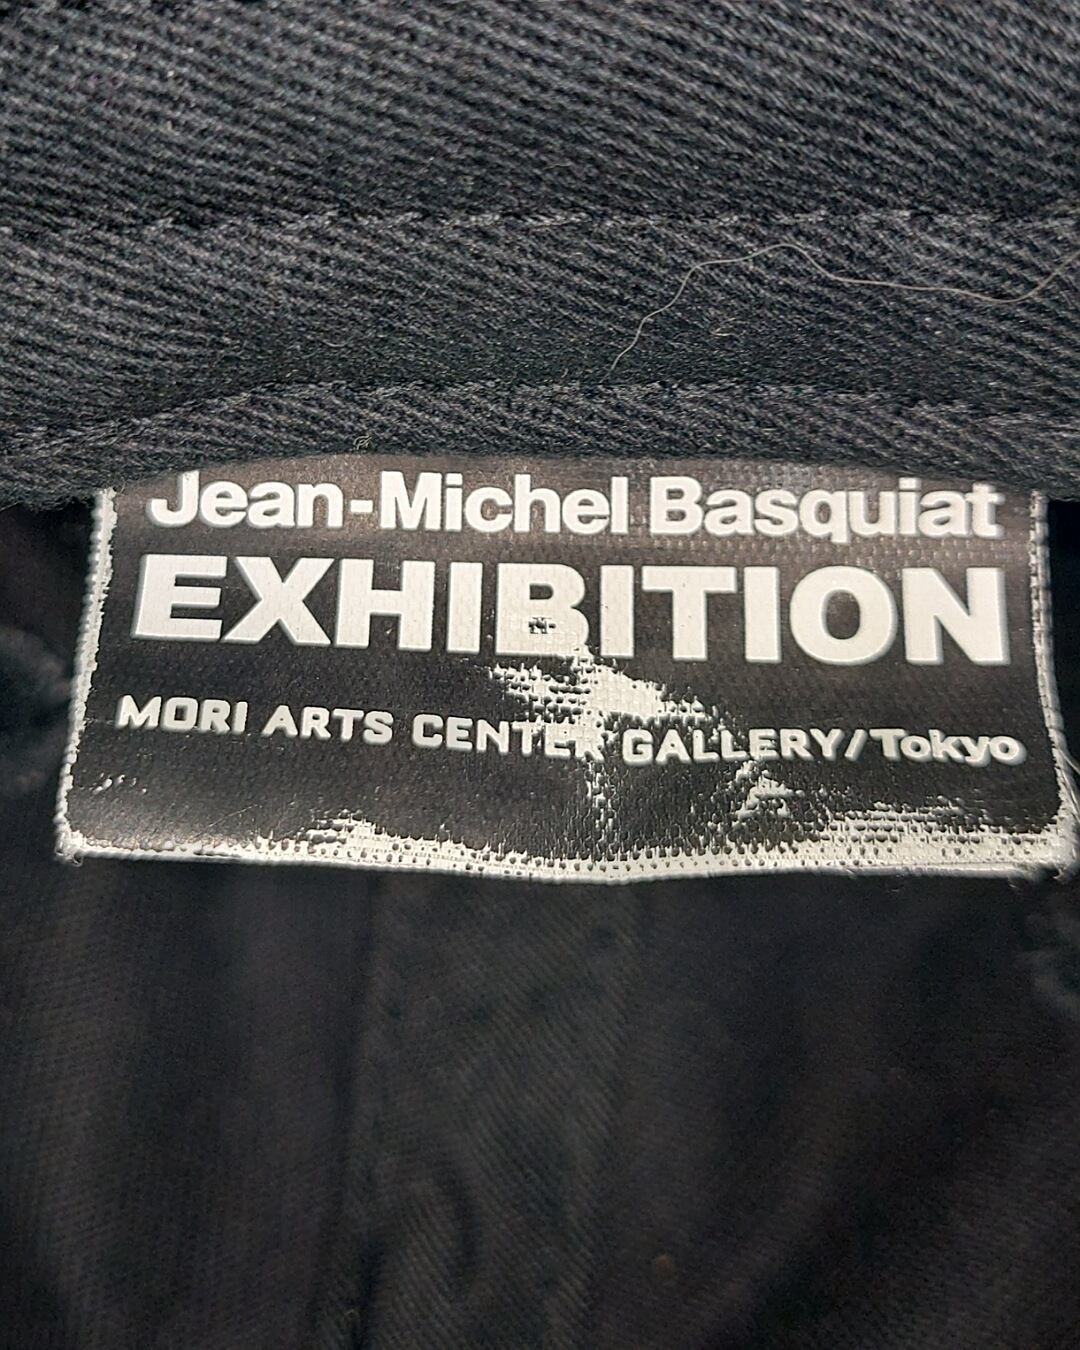 Jean-Michel Basquiat
EXHIBITION
MORI ARTS CENTER GALLERY/Tokyo